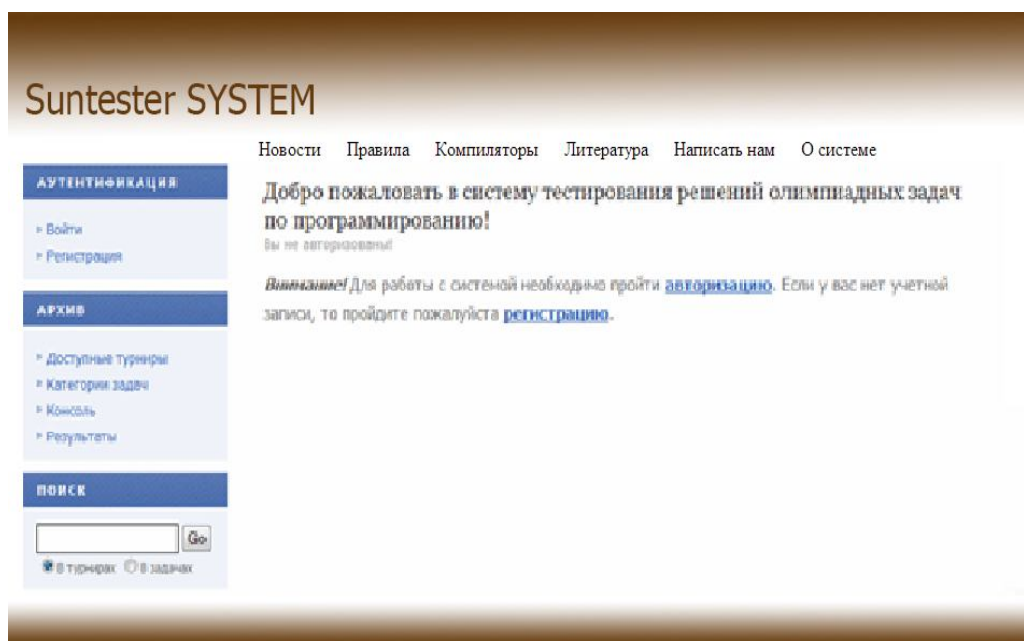 Suntester SYSTEM
Новости Правила Компиляторы Литература Написать нам О системе
АУТЕНТИФИКАЦИЯ
Войти
Регистрация
АРХИВ
Доступные турниры
Категории задач
Консоль
Результаты
ПОИСК
Go
В турнирах В задачах
Добро пожаловать в систему тестирования решений олимпиадных задач
по программированию!
Вы не авторизованы!
Внимание! Для работы с системой необходимо пройти авторизацию. Если у вас нет учетной
записи, то пройдите пожалуйста регистрацию.